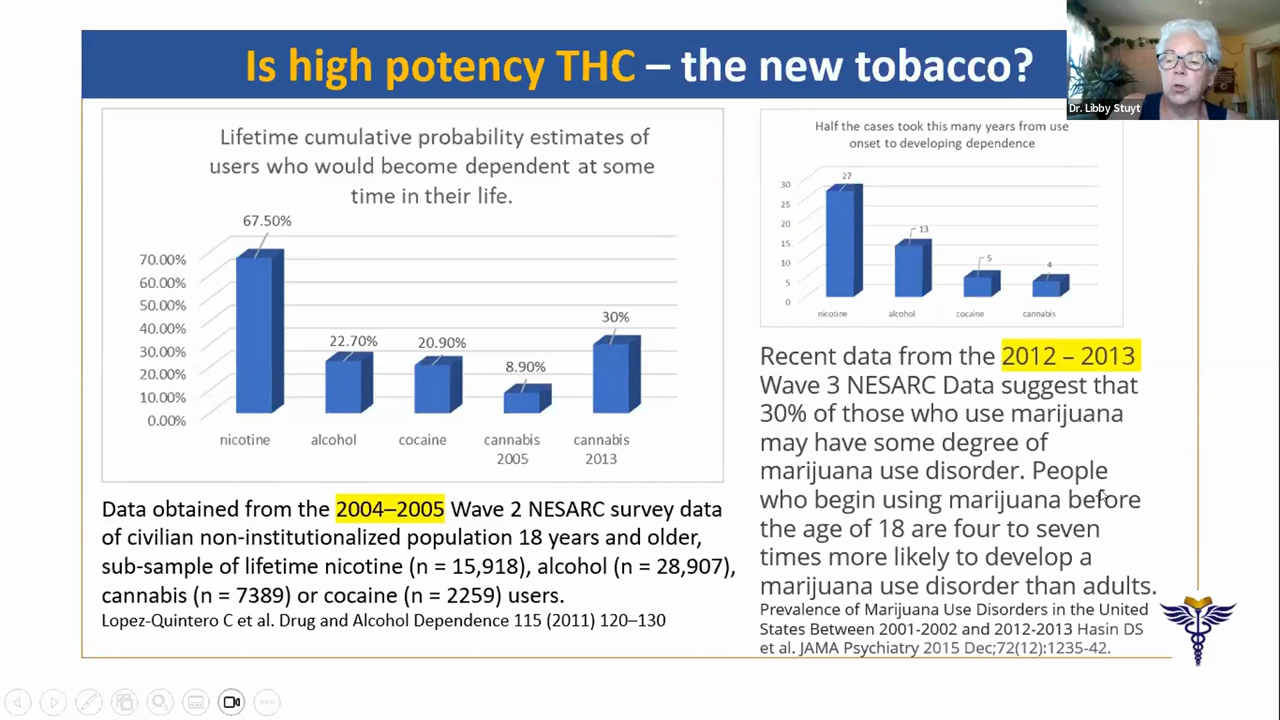 Is high potency THC – the new tobacco?
Dr. Libby Stuyt
Lifetime cumulative probability estimates of
users who would become dependent at some
time in their life.
67.50%
22.70%
20.90%
8.90%
30%
70.00%
60.00%
50.00%
40.00%
30.00%
20.00%
10.00%
0.00%
nicotine
alcohol
cocaine
cannabis
2005
cannabis
2013
Data obtained from the 2004–2005 Wave 2 NESARC survey data
of civilian non-institutionalized population 18 years and older,
sub-sample of lifetime nicotine (n = 15,918), alcohol (n = 28,907),
cannabis (n = 7389) or cocaine (n = 2259) users.
Lopez-Quintero C et al. Drug and Alcohol Dependence 115 (2011) 120–130
Half the cases took this many years from use
onset to developing dependence
27
13
5
4
30
25
20
15
10
5
0
nicotine
alcohol
cocaine
cannabis
Recent data from the 2012 – 2013
Wave 3 NESARC Data suggest that
30% of those who use marijuana
may have some degree of
marijuana use disorder. People
who begin using marijuana before
the age of 18 are four to seven
times more likely to develop a
marijuana use disorder than adults.
Prevalence of Marijuana Use Disorders in the United
States Between 2001-2002 and 2012-2013 Hasin DS
et al. JAMA Psychiatry 2015 Dec;72(12):1235-42.